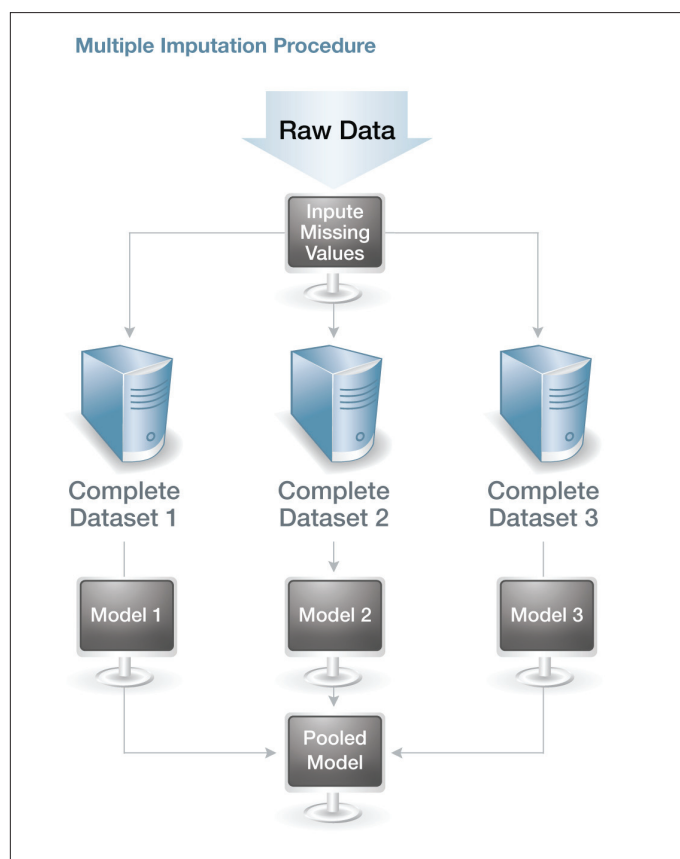 Multiple Imputation Procedure
Raw Data
Inpute
Missing
Values
Complete
Dataset 1
Complete
Dataset 2
Complete
Dataset 3
Model 1
Model 2
Model 3
Pooled
Model